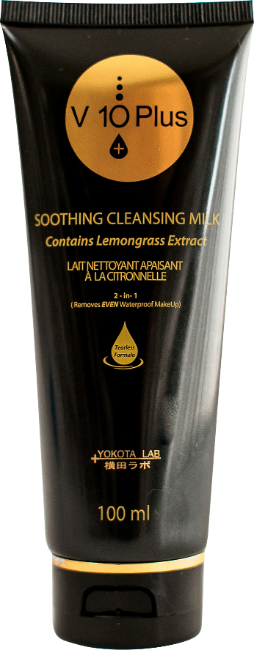 V 10 Plus
SOOTHING CLEANSING MILK
Contains Lemongrass Extract
LAIT NETTOYANT APAISANT
À LA CITRONNELLE
2 - in - 1
( Removes EVEN Waterproof MakeUp)
Tearless
Formula
YOKOTA LAB
横田ラボ
100 ml